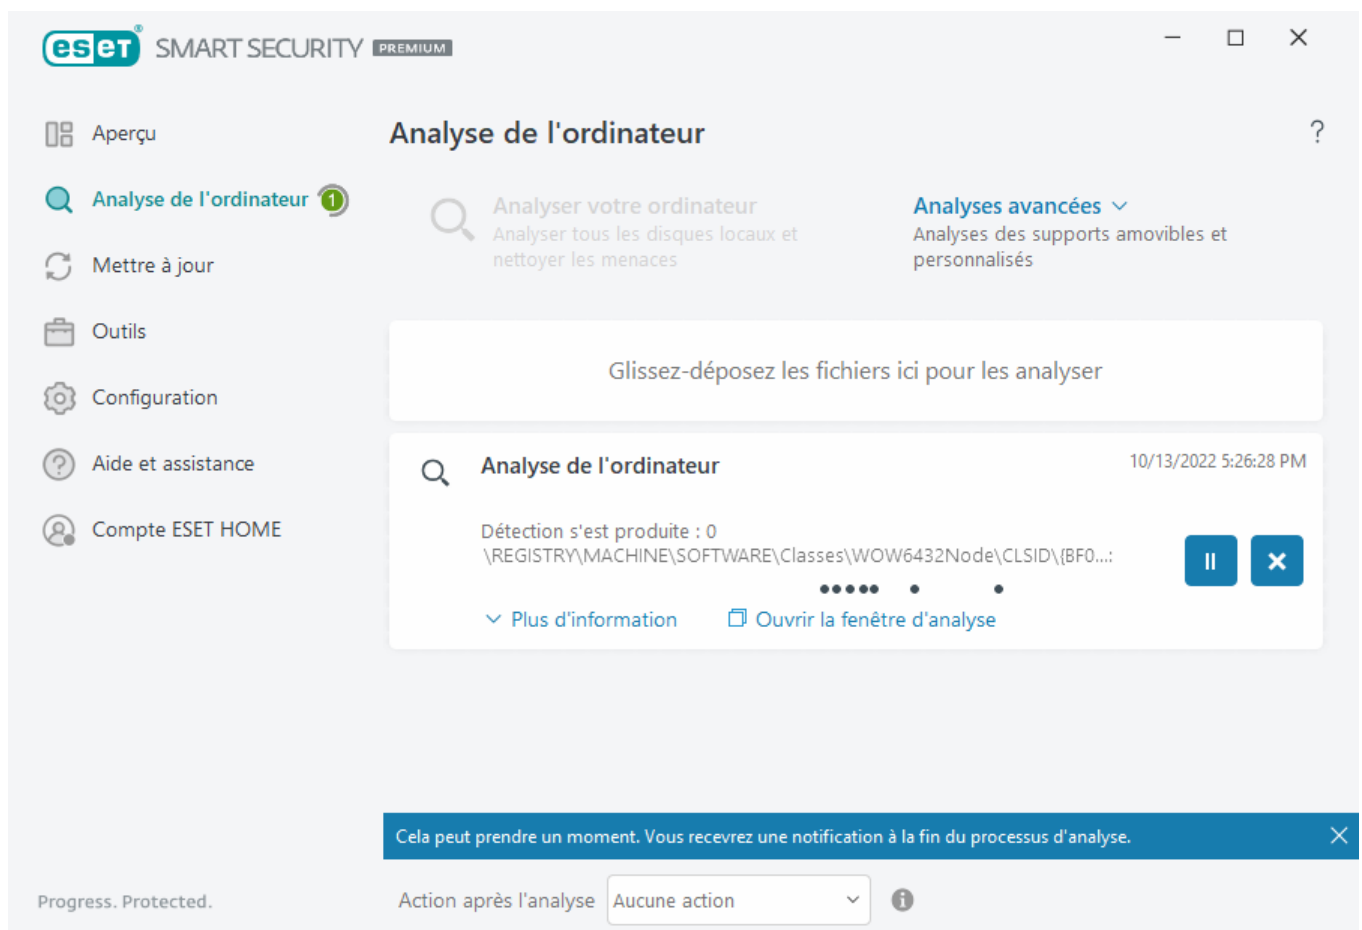 eset® SMART SECURITY PREMIUM
Aperçu
Analyse de l'ordinateur 1
Mettre à jour
Outils
Configuration
Aide et assistance
Compte ESET HOME
Progress. Protected.
Analyse de l'ordinateur ?
Analyser votre ordinateur
Analyser tous les disques locaux et
nettoyer les menaces
Analyses avancées
Analyses des supports amovibles et
personnalisés
Glissez-déposez les fichiers ici pour les analyser
Analyse de l'ordinateur 10/13/2022 5:26:28 PM
Détection s'est produite : 0
\REGISTRY\MACHINE\SOFTWARE\Classes\WOW6432Node\CLSID\{BF0...:
Plus d'information Ouvrir la fenêtre d'analyse
Cela peut prendre un moment. Vous recevrez une notification à la fin du processus d'analyse.
Action après l'analyse Aucune action